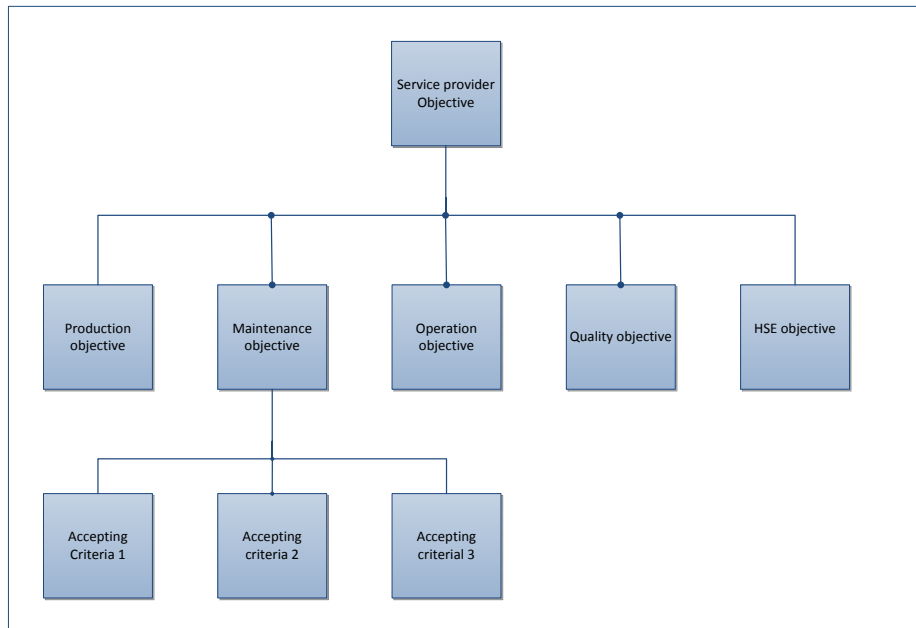 Service provider
Objective
Production
objective
Maintenance
objective
Operation
objective
Quality objective
HSE objective
Accepting
Criteria 1
Accepting
criteria 2
Accepting
criterial 3